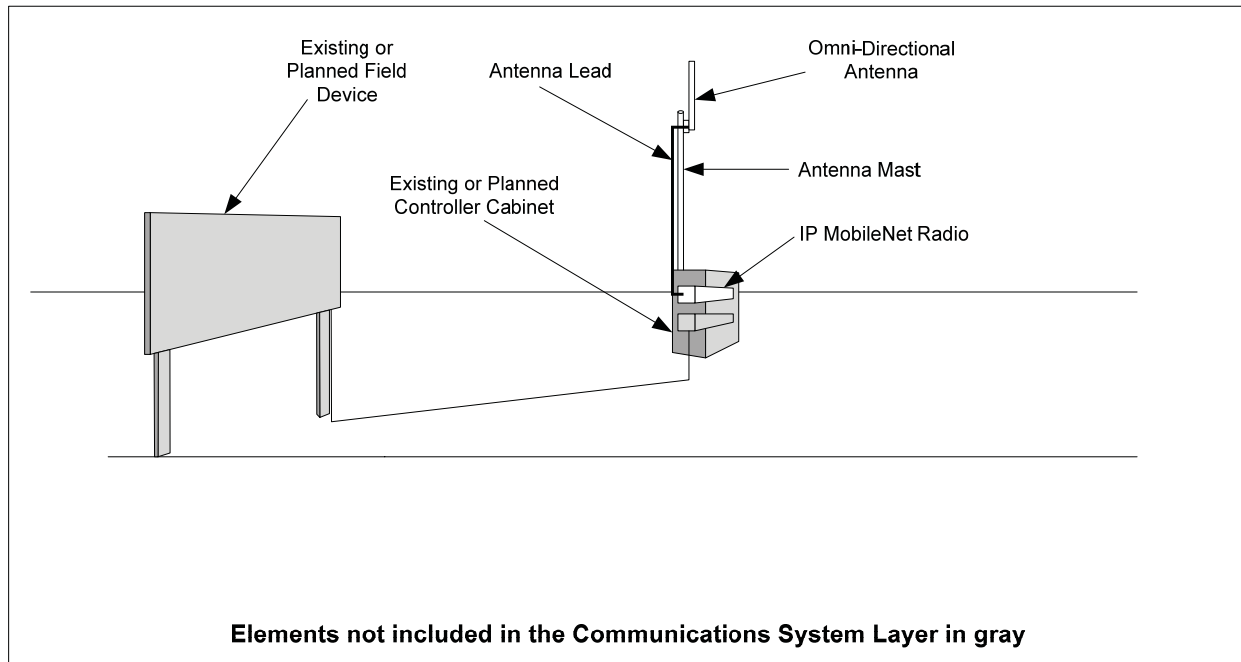 Existing or
Planned Field
Device
Antenna Lead
Omni-Directional
Antenna
Existing or Planned
Controller Cabinet
Antenna Mast
IP MobileNet Radio
Elements not included in the Communications System Layer in gray